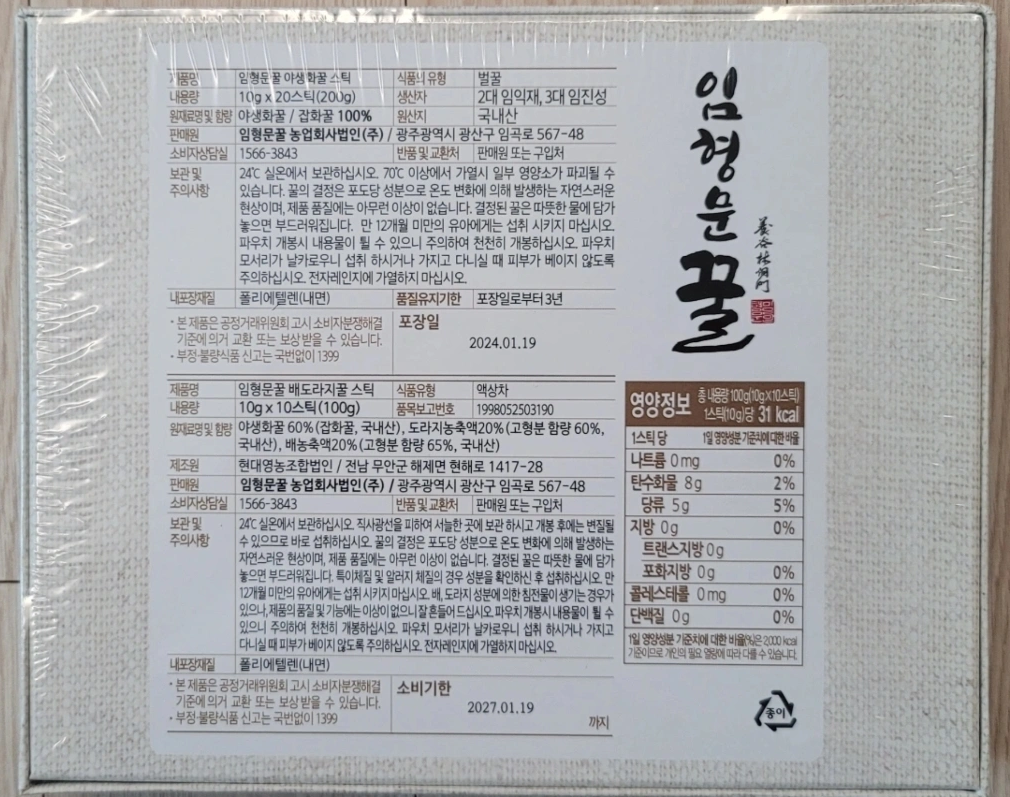 제품명 임형문꿀 야생화꿀 스틱 식품의 유형 벌꿀
내용량 10g x 20스틱(200g) 생산자 2대 임익재, 3대 임진성
원재료명 및 함량 야생화꿀 / 잡화꿀 100% 원산지 국내산
판매원 임형문꿀 농업회사법인(주) / 광주광역시 광산구 임곡로 567-48
소비자상담실 1566-3843 반품 및 교환처 판매원 또는 구입처
보관 및 주의사항
24℃ 실온에서 보관하십시오. 70℃ 이상에서 가열시 일부 영양소가 파괴될 수
있습니다. 꿀의 결정은 포도당 성분으로 온도 변화에 의해 발생하는 자연스러운
현상이며, 제품 품질에는 아무런 이상이 없습니다. 결정된 꿀은 따뜻한 물에 담가
놓으면 부드러워집니다. 만 12개월 미만의 유아에게는 섭취 시키지 마십시오.
파우치 개봉시 내용물이 튈 수 있으니 주의하여 천천히 개봉하십시오. 파우치
모서리가 날카로우니 섭취 하시거나 가지고 다니실 때 피부가 베이지 않도록
주의하십시오. 전자레인지에 가열하지 마십시오.
내포장재질 폴리에틸렌(내면) 품질유지기한 포장일로부터 3년
· 본 제품은 공정거래위원회 고시 소비자분쟁해결
기준에 의거 교환 또는 보상 받을 수 있습니다.
· 부정·불량식품 신고는 국번없이 1399
포장일
2024.01.19
제품명 임형문꿀 배도라지꿀 스틱 식품유형 액상차
내용량 10g x 10스틱(100g) 품목보고번호 1998052503190
원재료명 및 함량 야생화꿀 60%(잡화꿀, 국내산), 도라지농축액20%(고형분 함량 60%,
국내산), 배농축액20%(고형분 함량 65%, 국내산)
제조원 현대영농조합법인 / 전남 무안군 해제면 현해로 1417-28
판매원 임형문꿀 농업회사법인(주) / 광주광역시 광산구 임곡로 567-48
소비자상담실 1566-3843 반품 및 교환처 판매원 또는 구입처
보관 및 주의사항
24℃ 실온에서 보관하십시오. 직사광선을 피하여 서늘한 곳에 보관 하시고 개봉 후에는 변질될
수 있으므로 바로 섭취하십시오. 꿀의 결정은 포도당 성분으로 온도 변화에 의해 발생하는
자연스러운 현상이며, 제품 품질에는 아무런 이상이 없습니다. 결정된 꿀은 따뜻한 물에 담가
놓으면 부드러워집니다. 특이체질 및 알러지 체질의 경우 성분을 확인하신 후 섭취하십시오. 만
12개월 미만의 유아에게는 섭취 시키지 마십시오. 배, 도라지 성분에 의한 침전물이 생기는 경우가
있으나, 제품의 품질 및 기능에는 이상이 없으니 잘 흔들어 드십시오. 파우치 개봉시 내용물이 튈 수
있으니 주의하여 천천히 개봉하십시오. 파우치 모서리가 날카로우니 섭취 하시거나 가지고
다니실 때 피부가 베이지 않도록 주의하십시오. 전자레인지에 가열하지 마십시오.
내포장재질 폴리에틸렌(내면)
· 본 제품은 공정거래위원회 고시 소비자분쟁해결
기준에 의거 교환 또는 보상 받을 수 있습니다.
· 부정·불량식품 신고는 국번없이 1399
소비기한
2027.01.19
까지
임형문꿀
영양정보 총 내용량 100g(10g×10스틱)
1스틱(10g)당 31 kcal
1스틱 당 1일 영양성분 기준치에 대한 비율
나트륨 0mg 0%
탄수화물 8g 2%
당류 5g 5%
지방 0g 0%
트랜스지방 0g
포화지방 0g 0%
콜레스테롤 0mg 0%
단백질 0g 0%
1일 영양성분 기준치에 대한 비율(%)은 2000 kcal
기준이므로 개인의 필요 열량에 따라 다를 수 있습니다.
종이